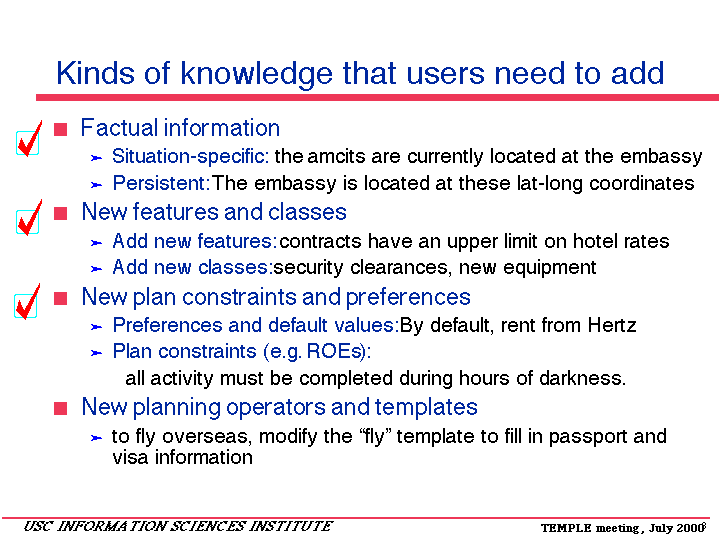 Kinds of knowledge that users need to add
Factual information
Situation-specific: the amcits are currently located at the embassy
Persistent:The embassy is located at these lat-long coordinates
New features and classes
Add new features:contracts have an upper limit on hotel rates
Add new classes:security clearances, new equipment
New plan constraints and preferences
Preferences and default values:By default, rent from Hertz
Plan constraints (e.g. ROEs):
all activity must be completed during hours of darkness.
New planning operators and templates
to fly overseas, modify the “fly” template to fill in passport and
visa information
USC INFORMATION SCIENCES INSTITUTE
TEMPLE meeting, July 2000